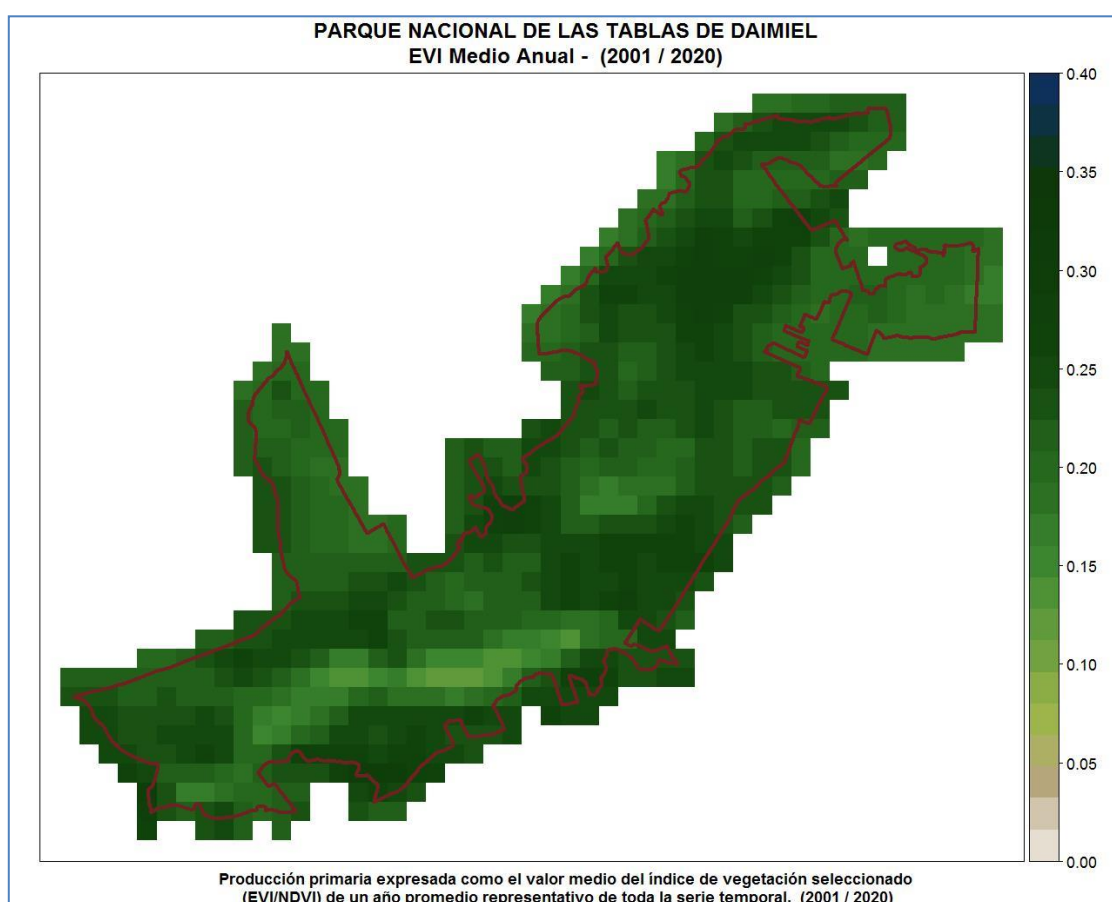 PARQUE NACIONAL DE LAS TABLAS DE DAIMIEL
EVI Medio Anual - (2001 / 2020)
0.40
0.35
0.30
0.25
0.20
0.15
0.10
0.05
0.00
Producción primaria expresada como el valor medio del índice de vegetación seleccionado
(EVI/NDVI) de un año promedio representativo de toda la serie temporal. (2001 / 2020)